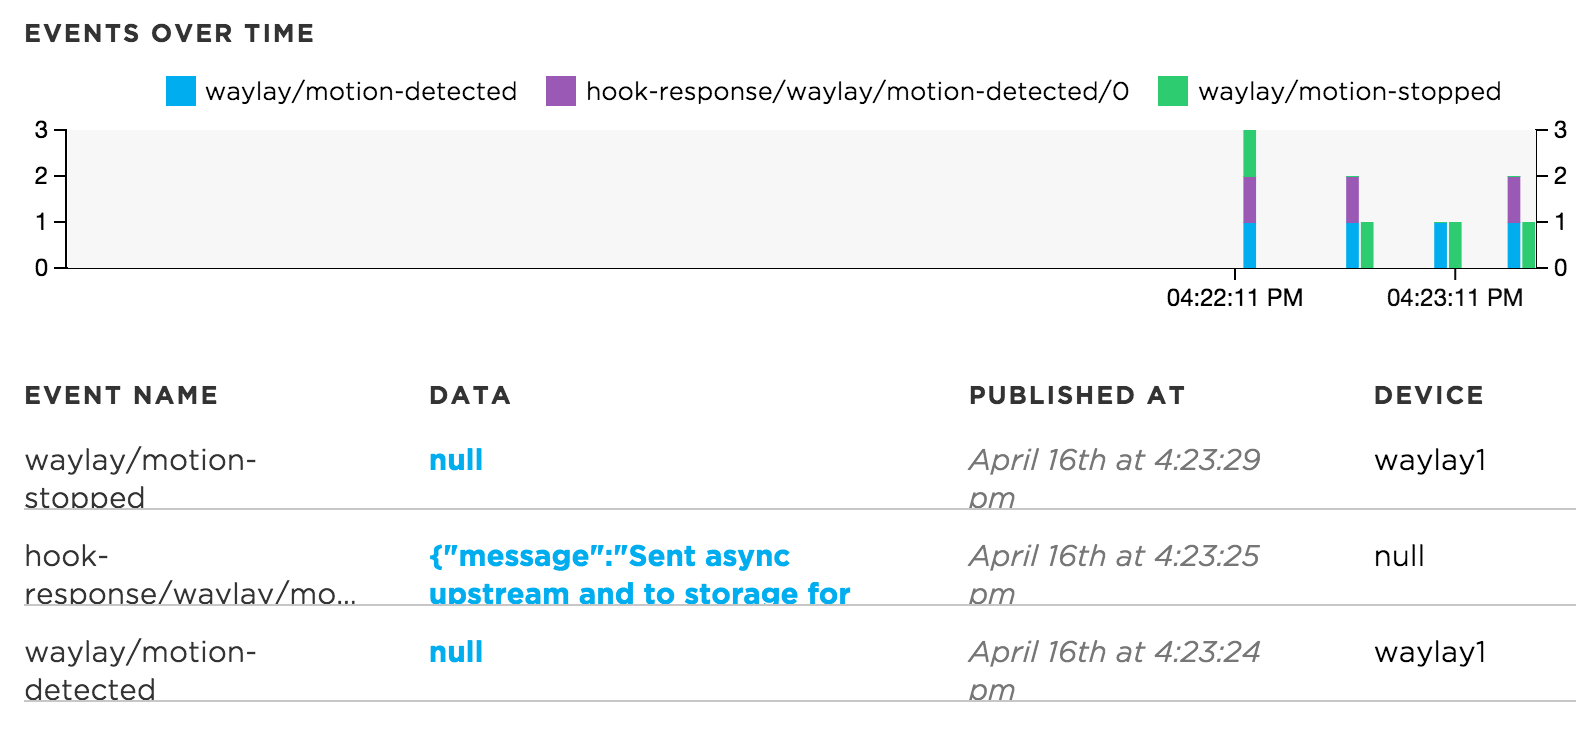 EVENTS OVER TIME
waylay/motion-detected hook-response/waylay/motion-detected/0 waylay/motion-stopped
3 3
2 2
1 1
0 0
04:22:11 PM 04:23:11 PM
EVENT NAME DATA PUBLISHED AT DEVICE
waylay/motion- null April 16th at 4:23:29 waylay1
stopped pm
hook- {"message":"Sent async April 16th at 4:23:25 null
response/waylay/mo... upstream and to storage for pm
waylay/motion- null April 16th at 4:23:24 waylay1
detected pm